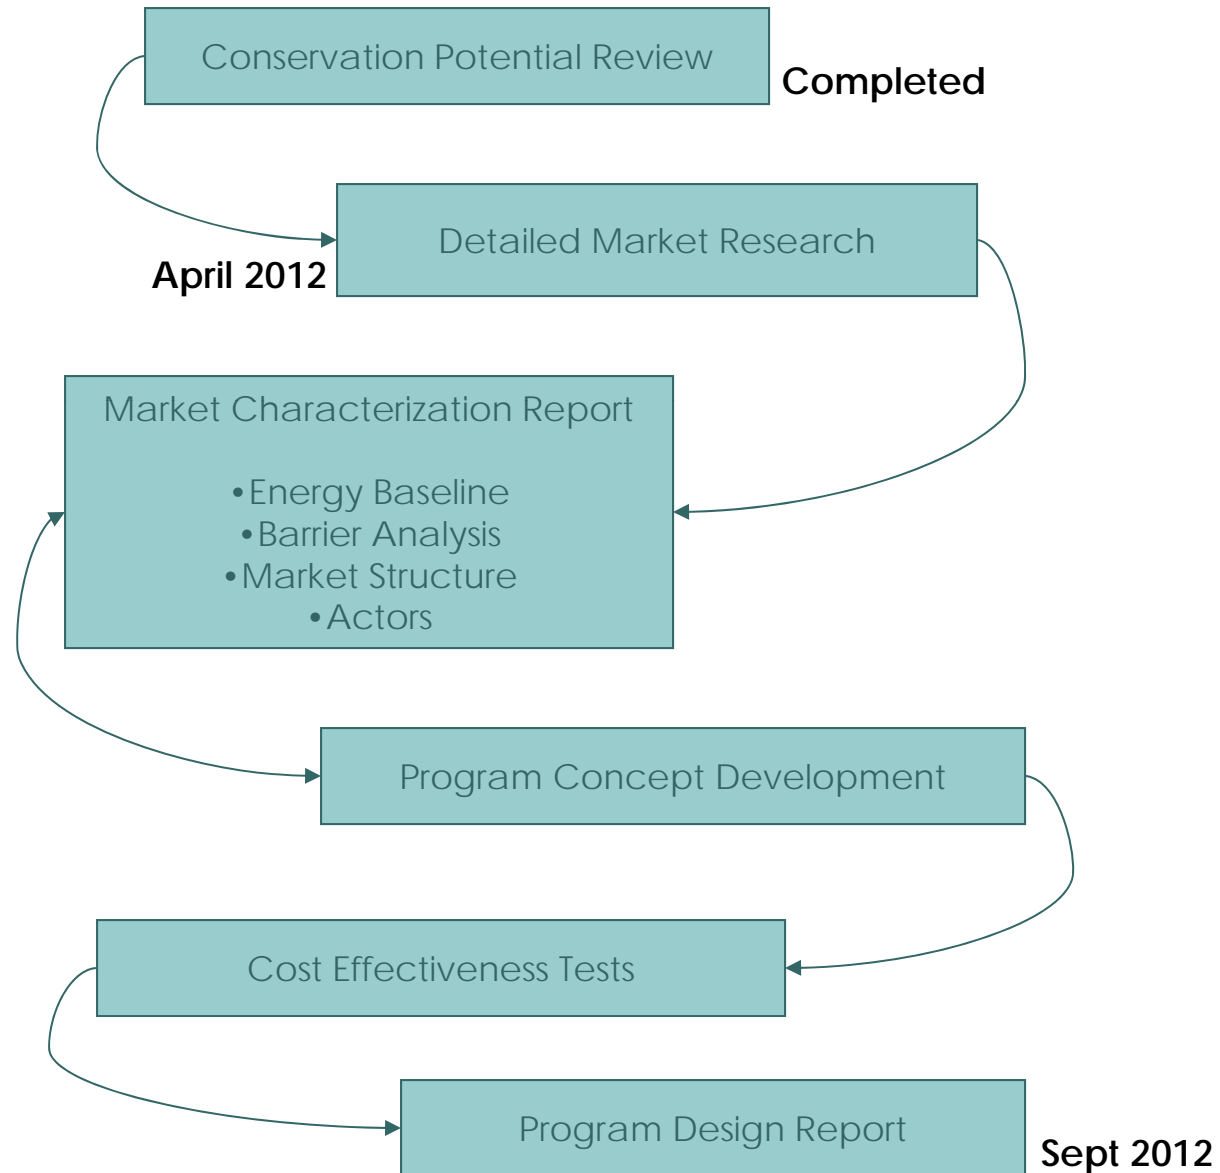 Conservation Potential Review
Completed
Detailed Market Research
April 2012
Market Characterization Report
•Energy Baseline
•Barrier Analysis
•Market Structure
•Actors
Program Concept Development
Cost Effectiveness Tests
Program Design Report
Sept 2012